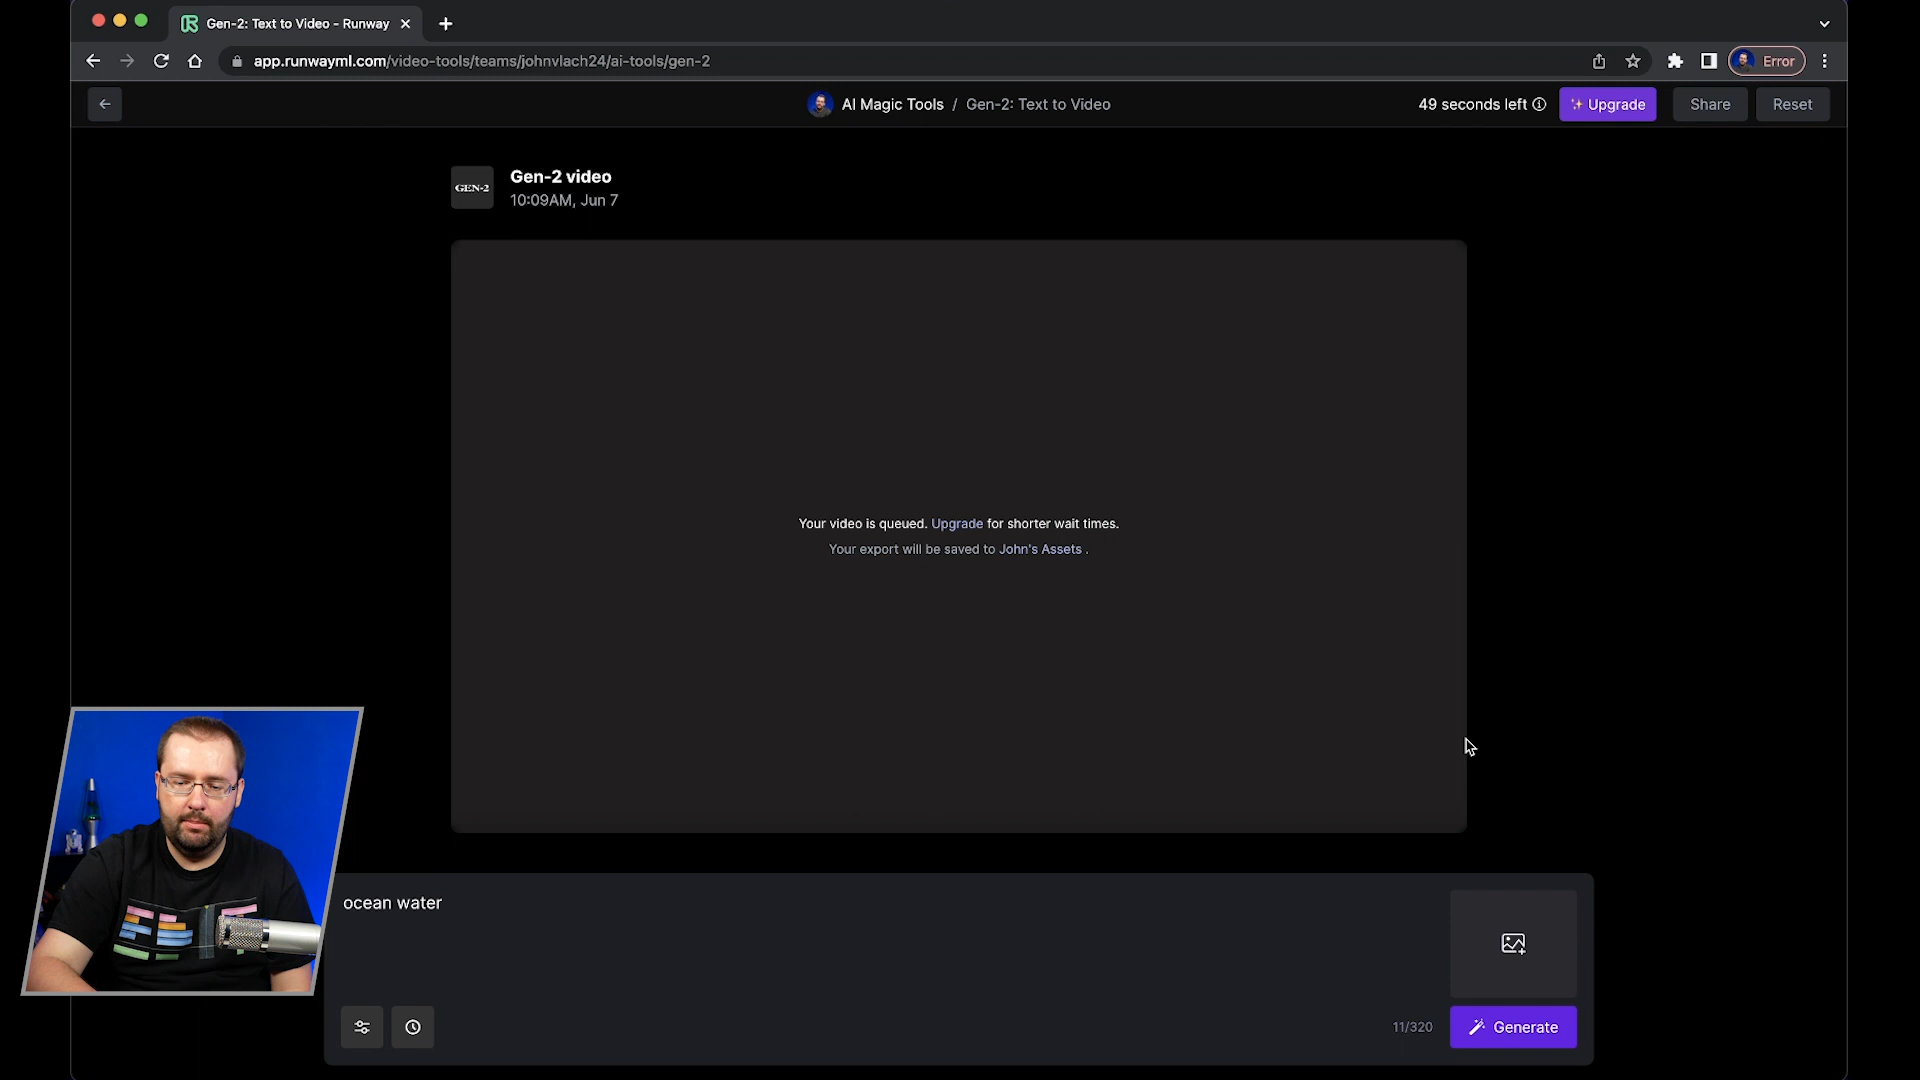 Gen-2: Text to Video - Runway
app.runwayml.com/video-tools/teams/johnvlach24/ai-tools/gen-2
Error
AI Magic Tools / Gen-2: Text to Video
49 seconds left
Upgrade
Share
Reset
GEN-2
Gen-2 video
10:09AM, Jun 7
Your video is queued. Upgrade for shorter wait times.
Your export will be saved to John's Assets .
ocean water
11/320
Generate